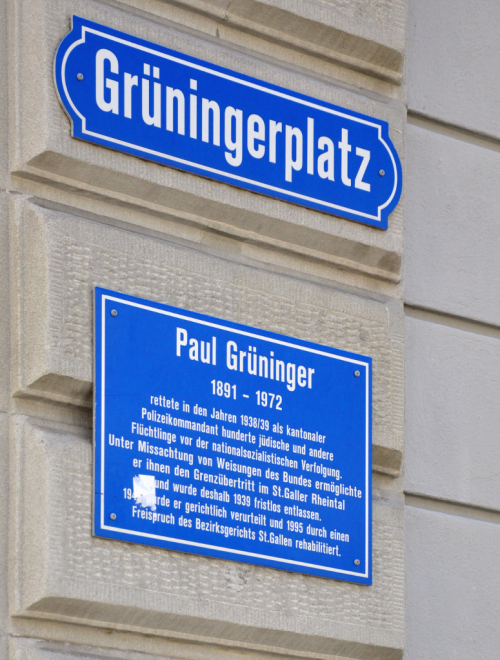 Grüningerplatz
Paul Grüninger
1891 - 1972
rettete in den Jahren 1938/39 als kantonaler
Polizeikommandant hunderte jüdische und andere
Flüchtlinge vor der nationalsozialistischen Verfolgung.
Unter Missachtung von Weisungen des Bundes ermöglichte
er ihnen den Grenzübertritt im St.Galler Rheintal
und wurde deshalb 1939 fristlos entlassen.
er gerichtlich verurteilt und 1995 durch einen
Freispruch des Bezirksgerichts St.Gallen rehabilitiert.